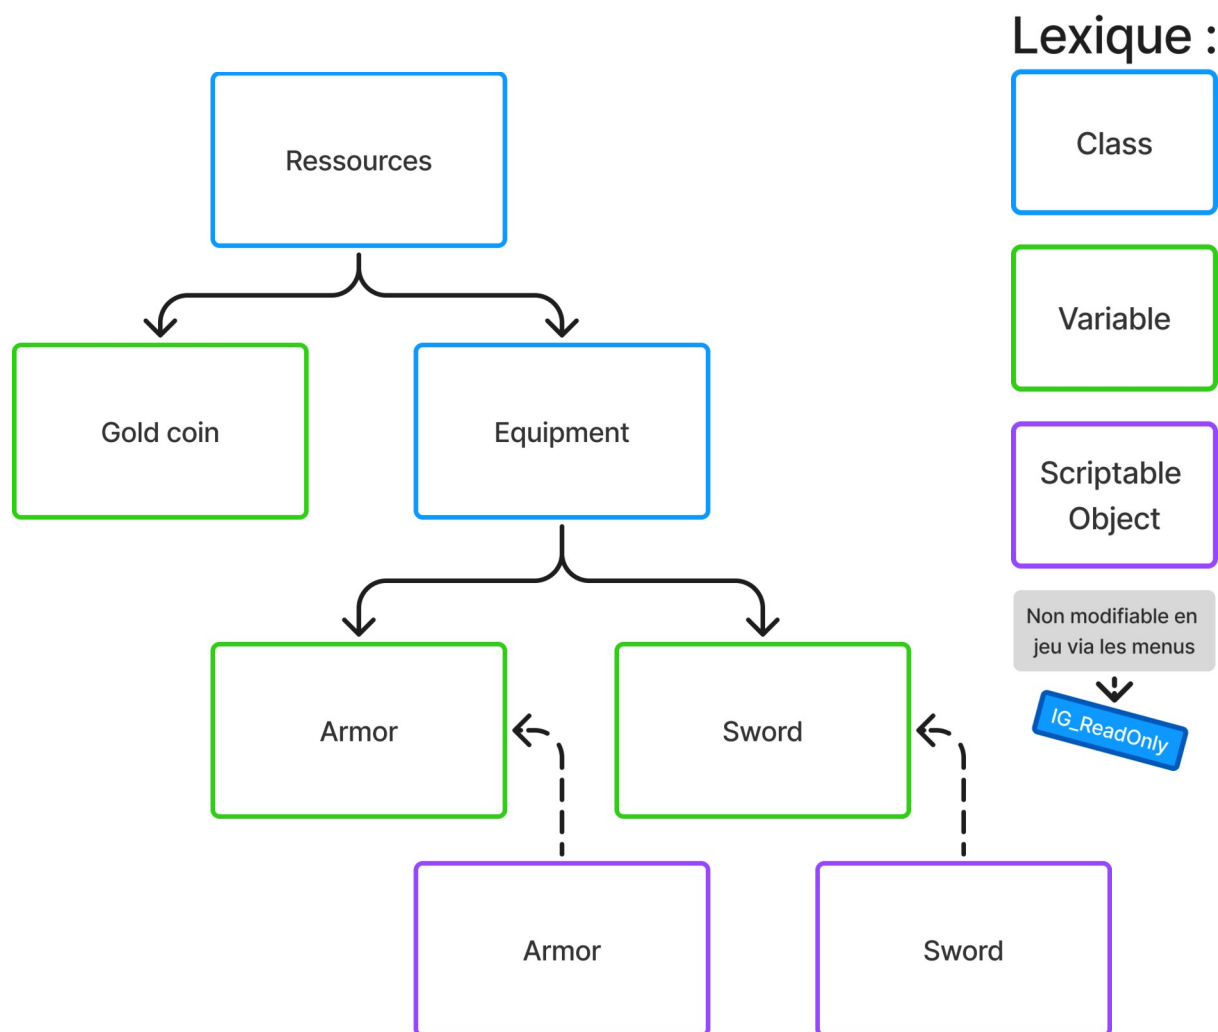 Lexique :
Ressources
Class
Gold coin
Equipment
Variable
Scriptable
Object
Non modifiable en
jeu via les menus
IG_ReadOnly
Armor
Sword
Armor
Sword